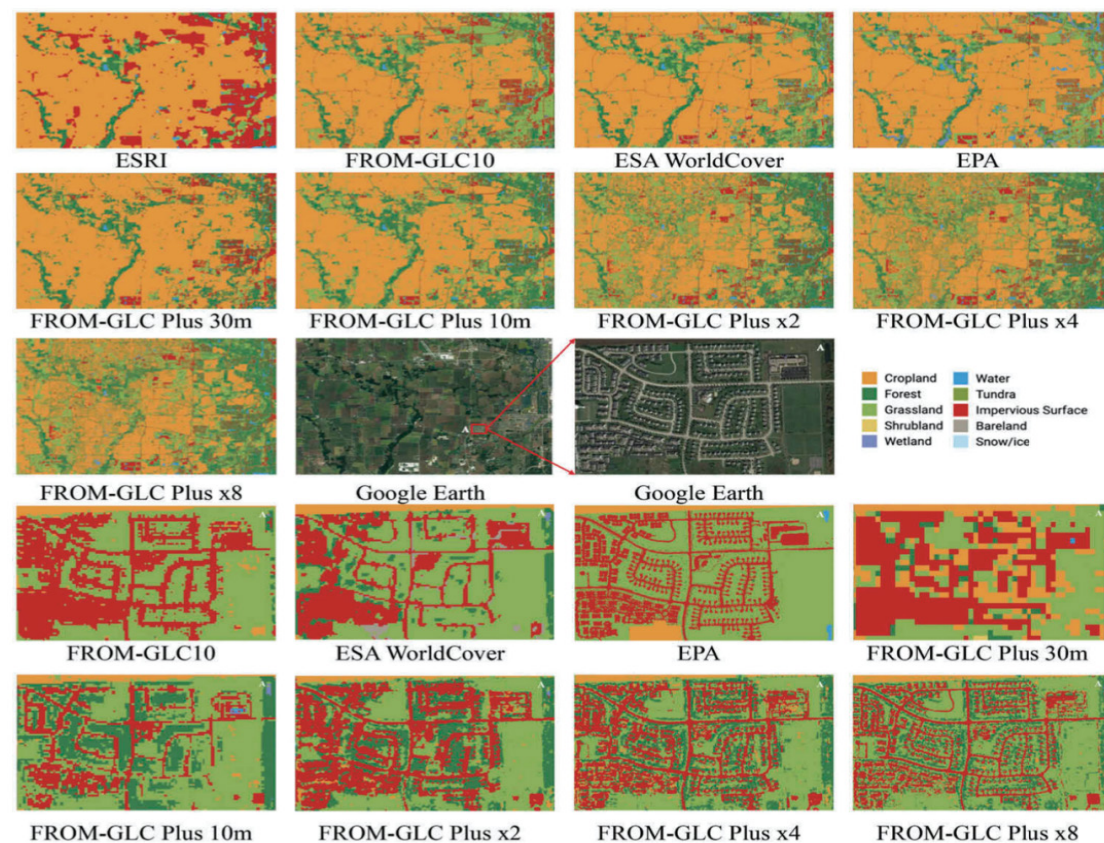 ESRI FROM-GLC10 ESA WorldCover EPA
FROM-GLC Plus 30m FROM-GLC Plus 10m FROM-GLC Plus x2 FROM-GLC Plus x4
A
A
Cropland Water
Forest Tundra
Grassland Impervious Surface
Shrubland Bareland
Wetland Snow/ice
FROM-GLC Plus x8 Google Earth Google Earth
A A A
FROM-GLC10 ESA WorldCover EPA FROM-GLC Plus 30m
A A A A
FROM-GLC Plus 10m FROM-GLC Plus x2 FROM-GLC Plus x4 FROM-GLC Plus x8